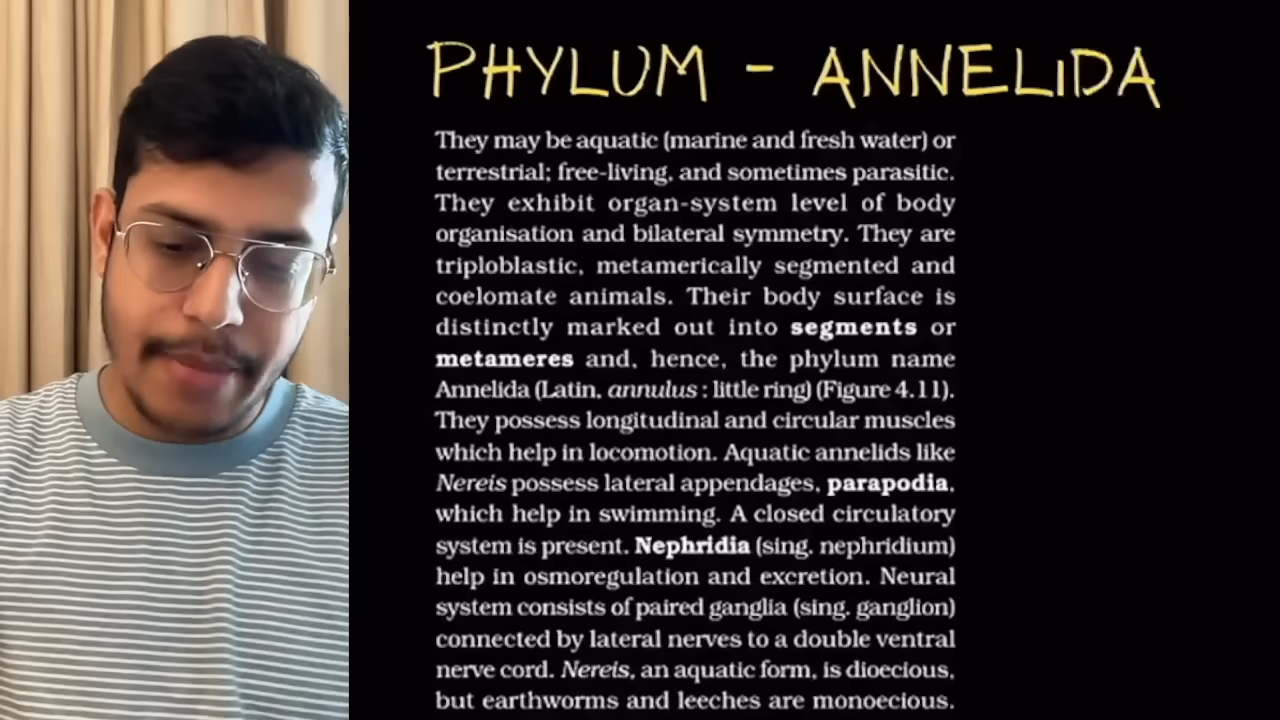 PHYLUM - ANNELIDA
They may be aquatic (marine and fresh water) or
terrestrial; free-living, and sometimes parasitic.
They exhibit organ-system level of body
organisation and bilateral symmetry. They are
triploblastic, metamerically segmented and
coelomate animals. Their body surface is
distinctly marked out into segments or
metameres and, hence, the phylum name
Annelida (Latin, annulus : little ring) (Figure 4.11).
They possess longitudinal and circular muscles
which help in locomotion. Aquatic annelids like
Nereis possess lateral appendages, parapodia,
which help in swimming. A closed circulatory
system is present. Nephridia (sing. nephridium)
help in osmoregulation and excretion. Neural
system consists of paired ganglia (sing. ganglion)
connected by lateral nerves to a double ventral
nerve cord. Nereis, an aquatic form, is dioecious,
but earthworms and leeches are monoecious.